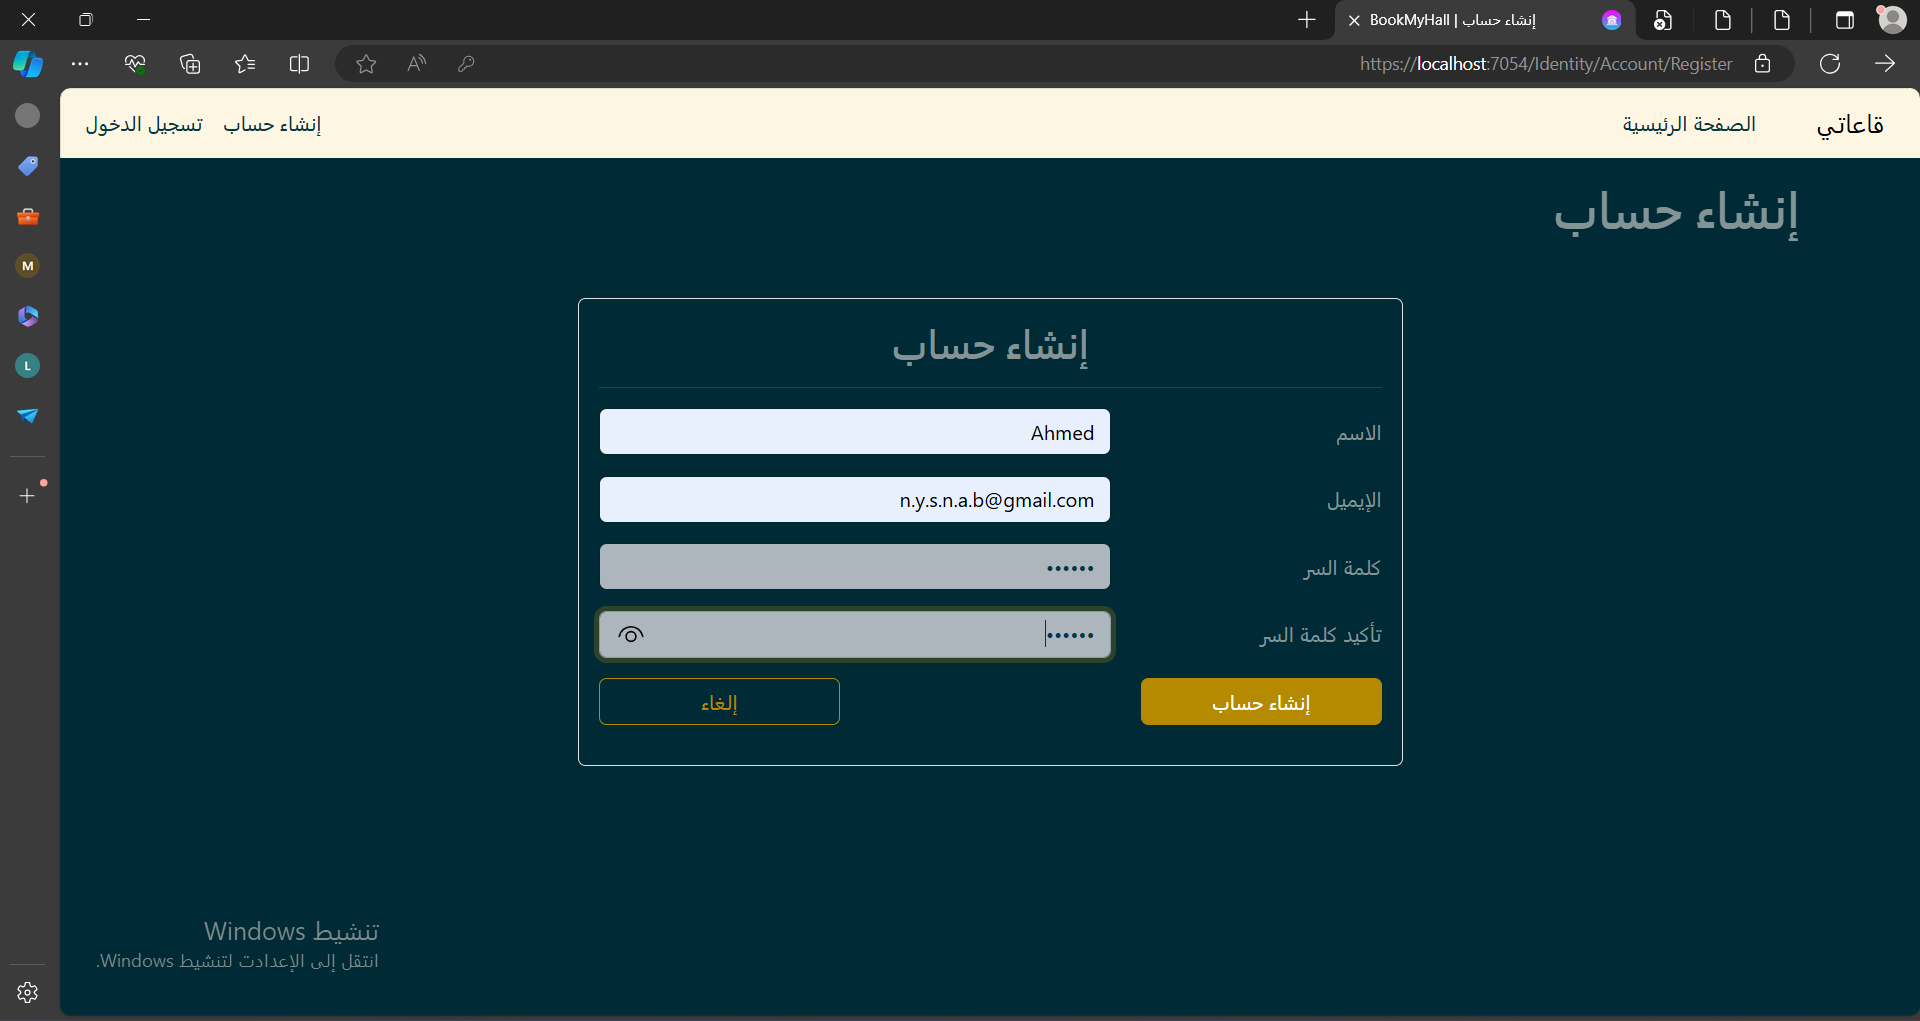 إنشاء حساب | BookMyHall
https://localhost:7054/Identity/Account/Register
قاعاتي
الصفحة الرئيسية
إنشاء حساب
تسجيل الدخول
إنشاء حساب
إنشاء حساب
الاسم
Ahmed
الإيميل
n.y.s.n.a.b@gmail.com
كلمة السر
••••••
تأكيد كلمة السر
••••••
إنشاء حساب
إلغاء
M
L
تنشيط Windows
انتقل إلى الإعدادت لتنشيط Windows.